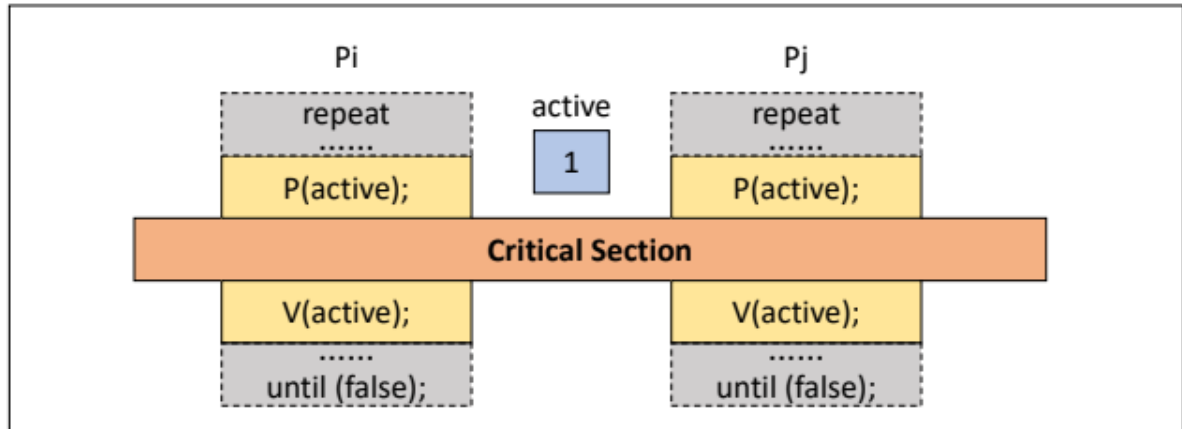 Pi
Pj
repeat
......
active
repeat
......
1
P(active);
P(active);
Critical Section
V(active);
V(active);
......
until (false);
......
until (false);